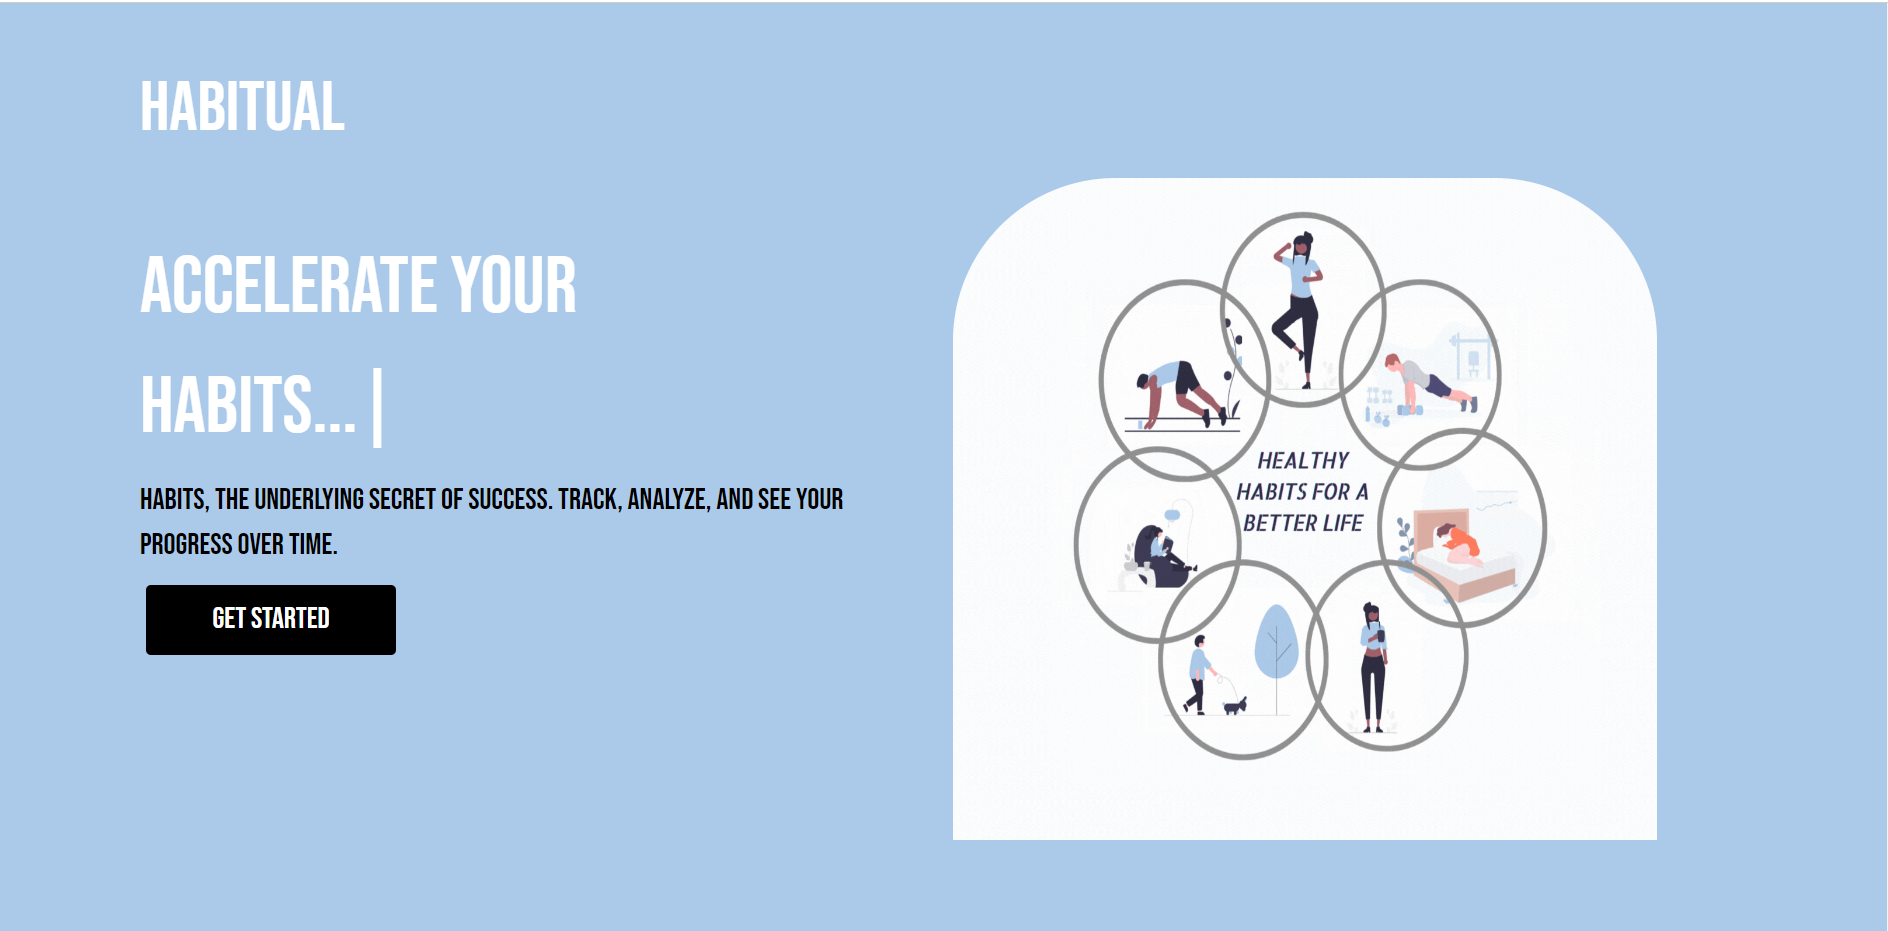 HABITUAL
ACCELERATE YOUR
HABITS...|
HABITS, THE UNDERLYING SECRET OF SUCCESS. TRACK, ANALYZE, AND SEE YOUR
PROGRESS OVER TIME.
GET STARTED
HEALTHY
HABITS FOR A
BETTER LIFE